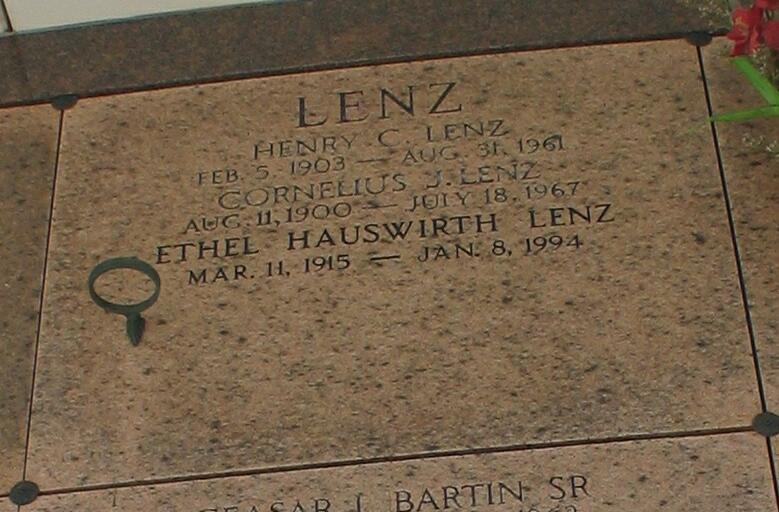 LENZ
HENRY C. LENZ
FEB. 5, 1903 — AUG. 31, 1961
CORNELIUS J. LENZ
AUG. 11, 1900 — JULY 18, 1967
ETHEL HAUSWIRTH LENZ
MAR. 11, 1915 — JAN. 8, 1994
BARTIN SR